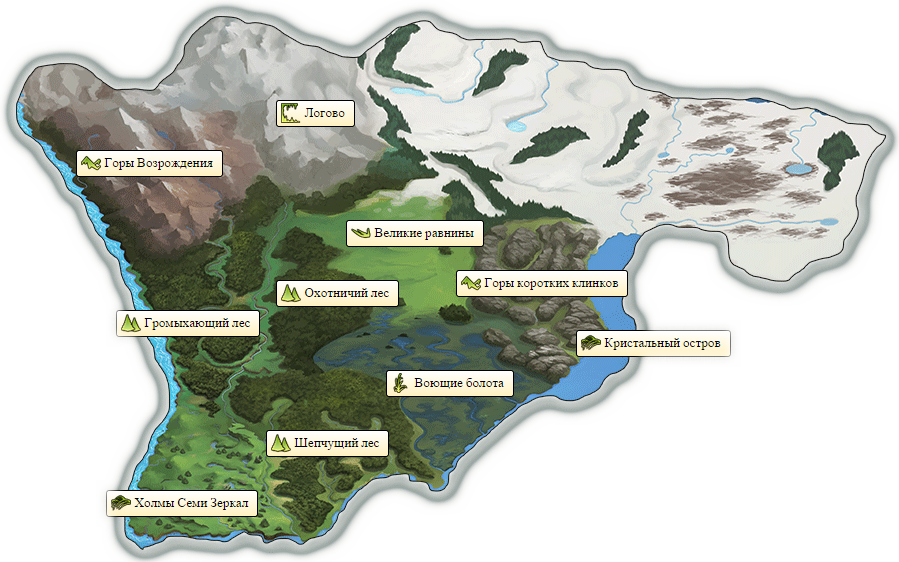 Логово
Горы Возрождения
Великие равнины
Горы коротких клинков
Охотничий лес
Громыхающий лес
Кристальный остров
Воющие болота
Шепчущий лес
Холмы Семи Зеркал